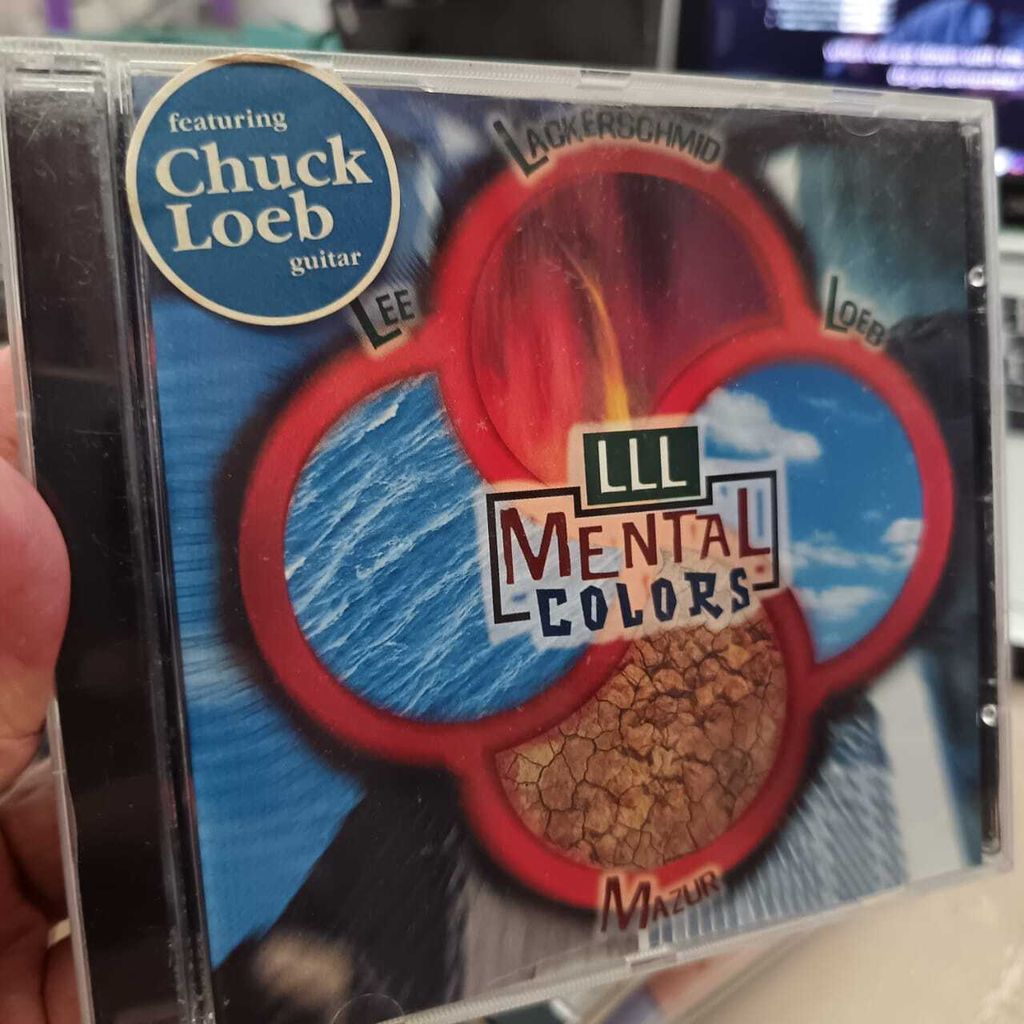 featuring
Chuck
Loeb
guitar
LACKERSCHMID
LEE
LOEB
LLL
MENTAL
COLORS
MAZUR